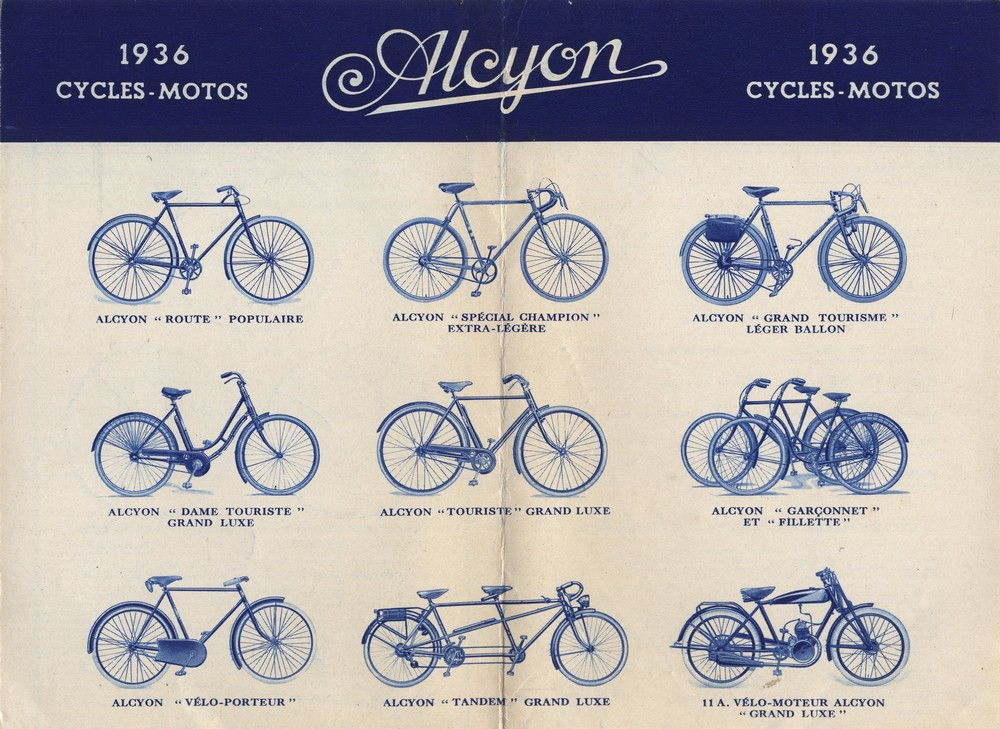 1936
CYCLES-MOTOS
Alcyon
1936
CYCLES-MOTOS
ALCYON “ROUTE” POPULAIRE
ALCYON “SPÉCIAL CHAMPION”
EXTRA-LÉGÈRE
ALCYON “GRAND TOURISME”
LÉGER BALLON
ALCYON “DAME TOURISTE”
GRAND LUXE
ALCYON “TOURISTE” GRAND LUXE
ALCYON “GARÇONNET”
ET “FILLETTE”
ALCYON “VÉLO-PORTEUR”
ALCYON “TANDEM” GRAND LUXE
11 A. VÉLO-MOTEUR ALCYON
“GRAND LUXE”